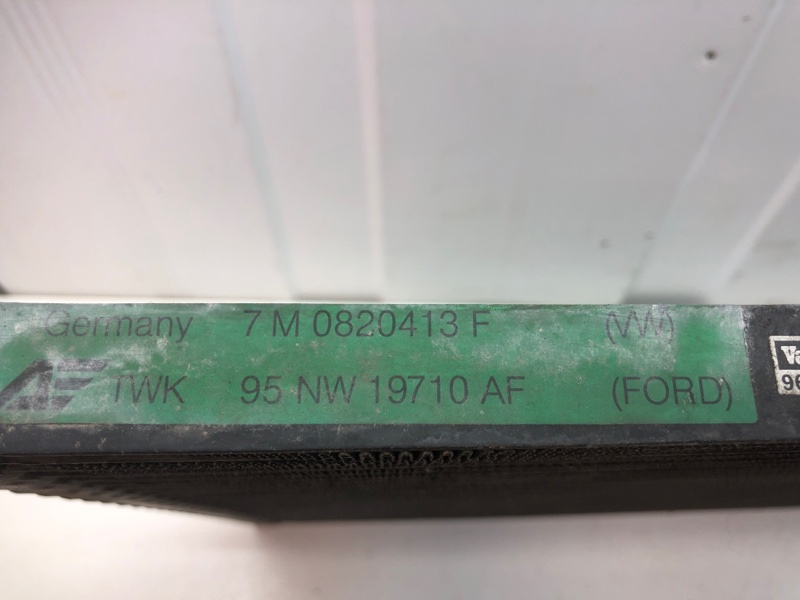 Germany 7 M 0820413 F (VW)
TWK 95 NW 19710 AF (FORD)